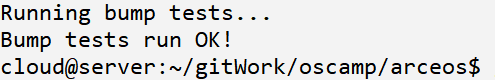 Running bump tests...
Bump tests run OK!
cloud@server:~/gitWork/oscamp/arceos$